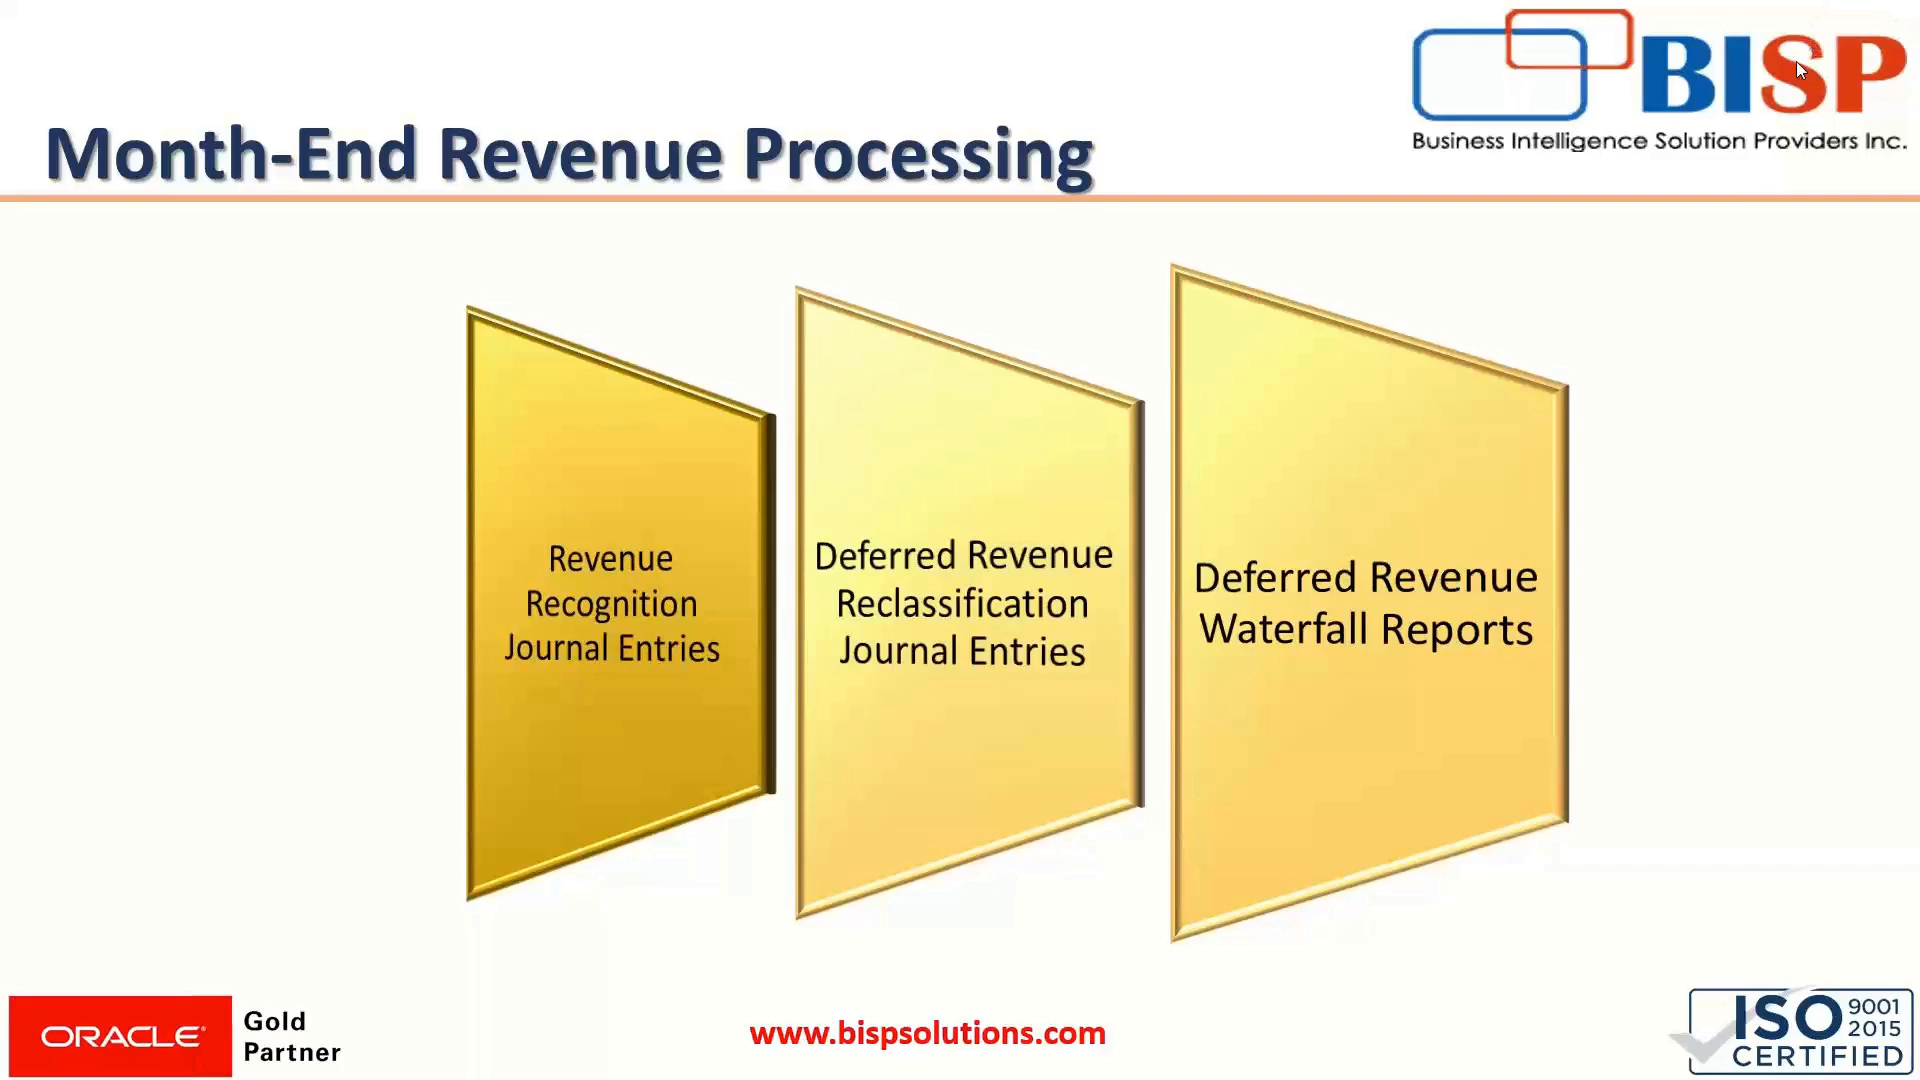 BISP
Business Intelligence Solution Providers Inc.
Month-End Revenue Processing
Revenue
Recognition
Journal Entries
Deferred Revenue
Reclassification
Journal Entries
Deferred Revenue
Waterfall Reports
ORACLE®
Gold
Partner
www.bispsolutions.com
ISO 9001
2015
CERTIFIED